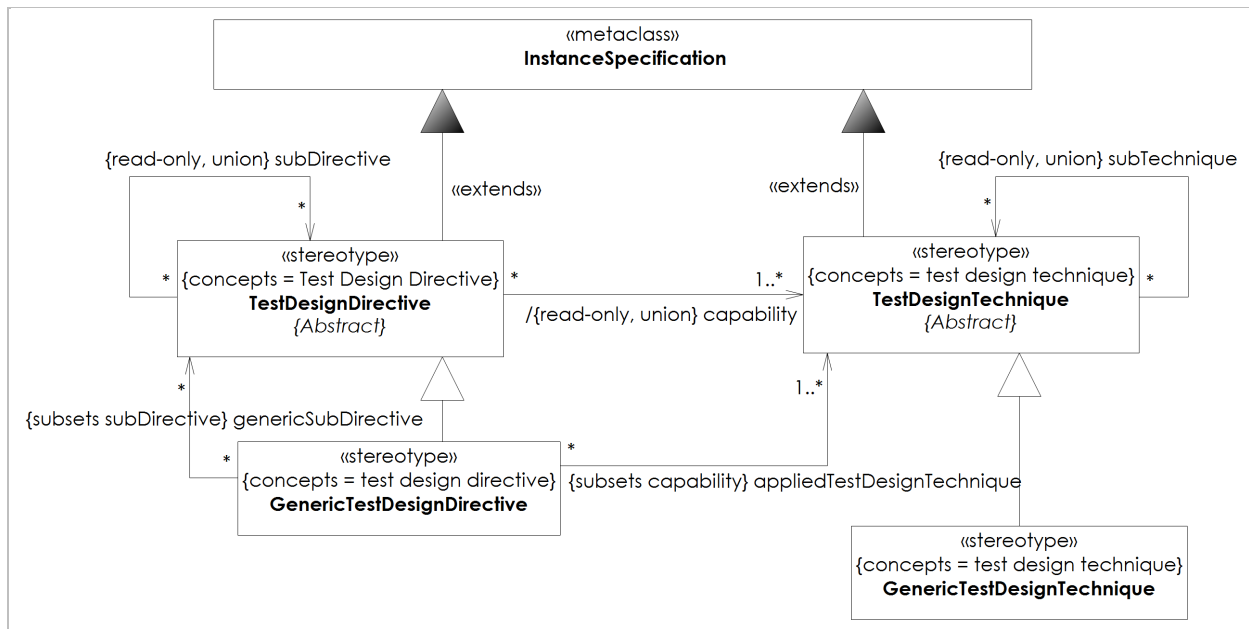 «metaclass»
InstanceSpecification
{read-only, union} subDirective
{read-only, union} subTechnique
«extends»
«extends»
*
*
«stereotype»
{concepts = Test Design Directive}
TestDesignDirective
{Abstract}
*
*
1..*
/{read-only, union} capability
«stereotype»
{concepts = test design technique}
TestDesignTechnique
{Abstract}
*
*
1..*
{subsets subDirective} genericSubDirective
*
«stereotype»
{concepts = test design directive}
GenericTestDesignDirective
*
{subsets capability} appliedTestDesignTechnique
«stereotype»
{concepts = test design technique}
GenericTestDesignTechnique